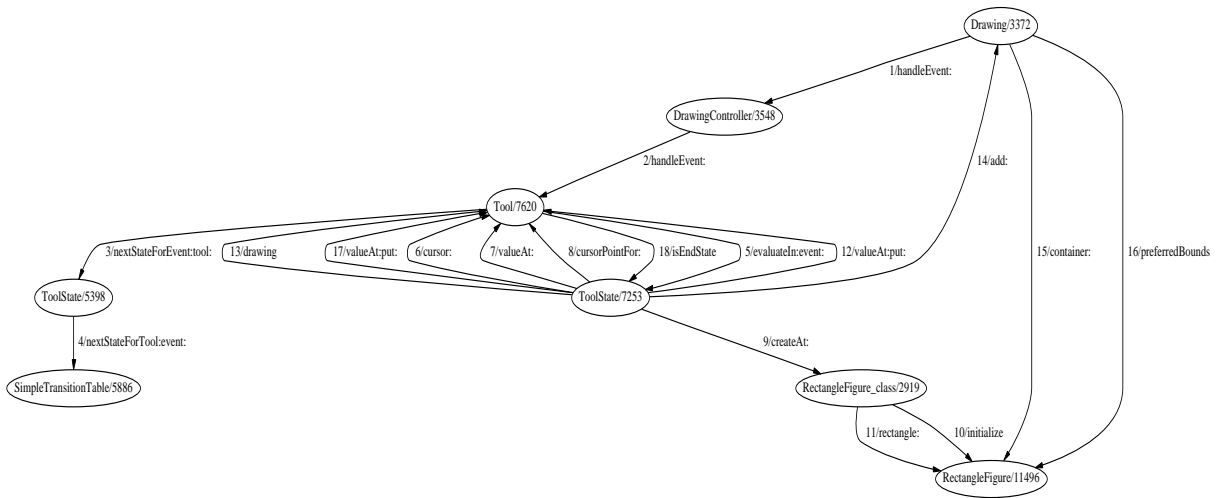 Drawing/3372
1/handleEvent:
DrawingController/3548
2/handleEvent:
14/add:
Tool/7620
3/nextStateForEvent:tool:
13/drawing
17/valueAt:put:
6/cursor:
7/valueAt:
8/cursorPointFor:
18/isEndState
5/evaluateIn:event:
12/valueAt:put:
15/container:
16/preferredBounds
ToolState/5398
ToolState/7253
4/nextStateForTool:event:
9/createAt:
SimpleTransitionTable/5886
RectangleFigure_class/2919
11/rectangle:
10/initialize
RectangleFigure/11496